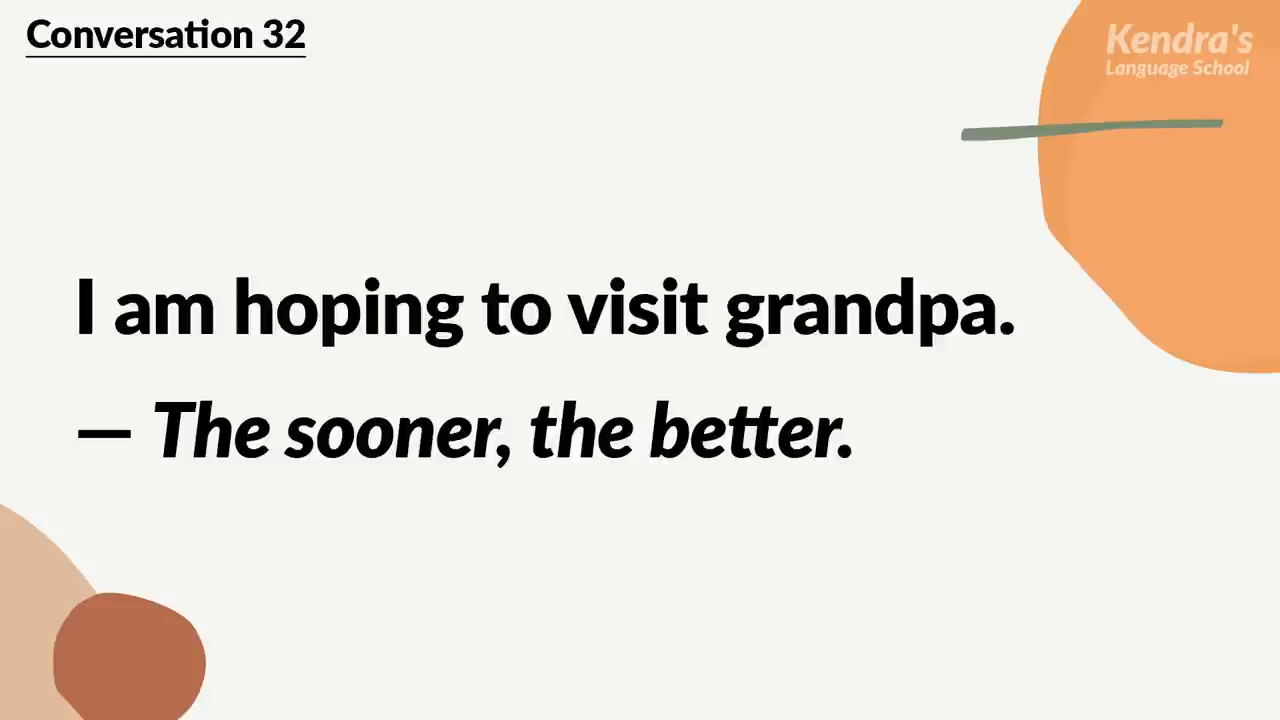 Conversation 32
Kendra's
Language School
I am hoping to visit grandpa.
— The sooner, the better.